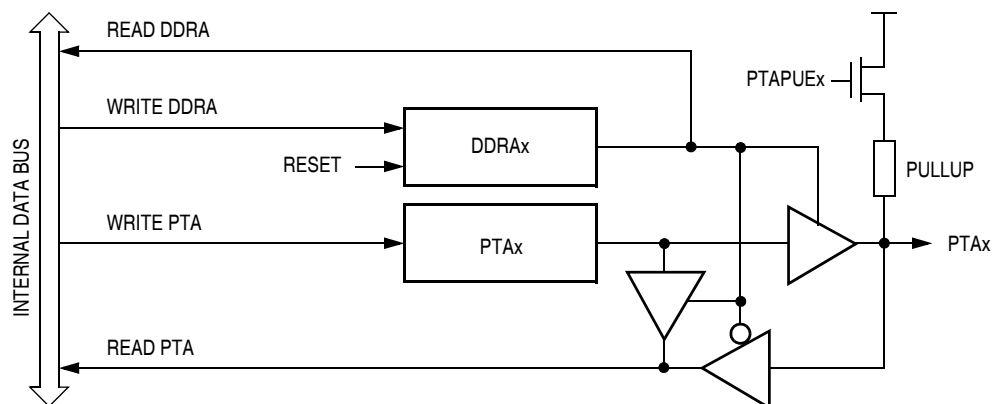 READ DDRA
PTAPUEx
WRITE DDRA
DDRAx
RESET
PULLUP
INTERNAL DATA BUS
WRITE PTA
PTAx
PTAx
READ PTA